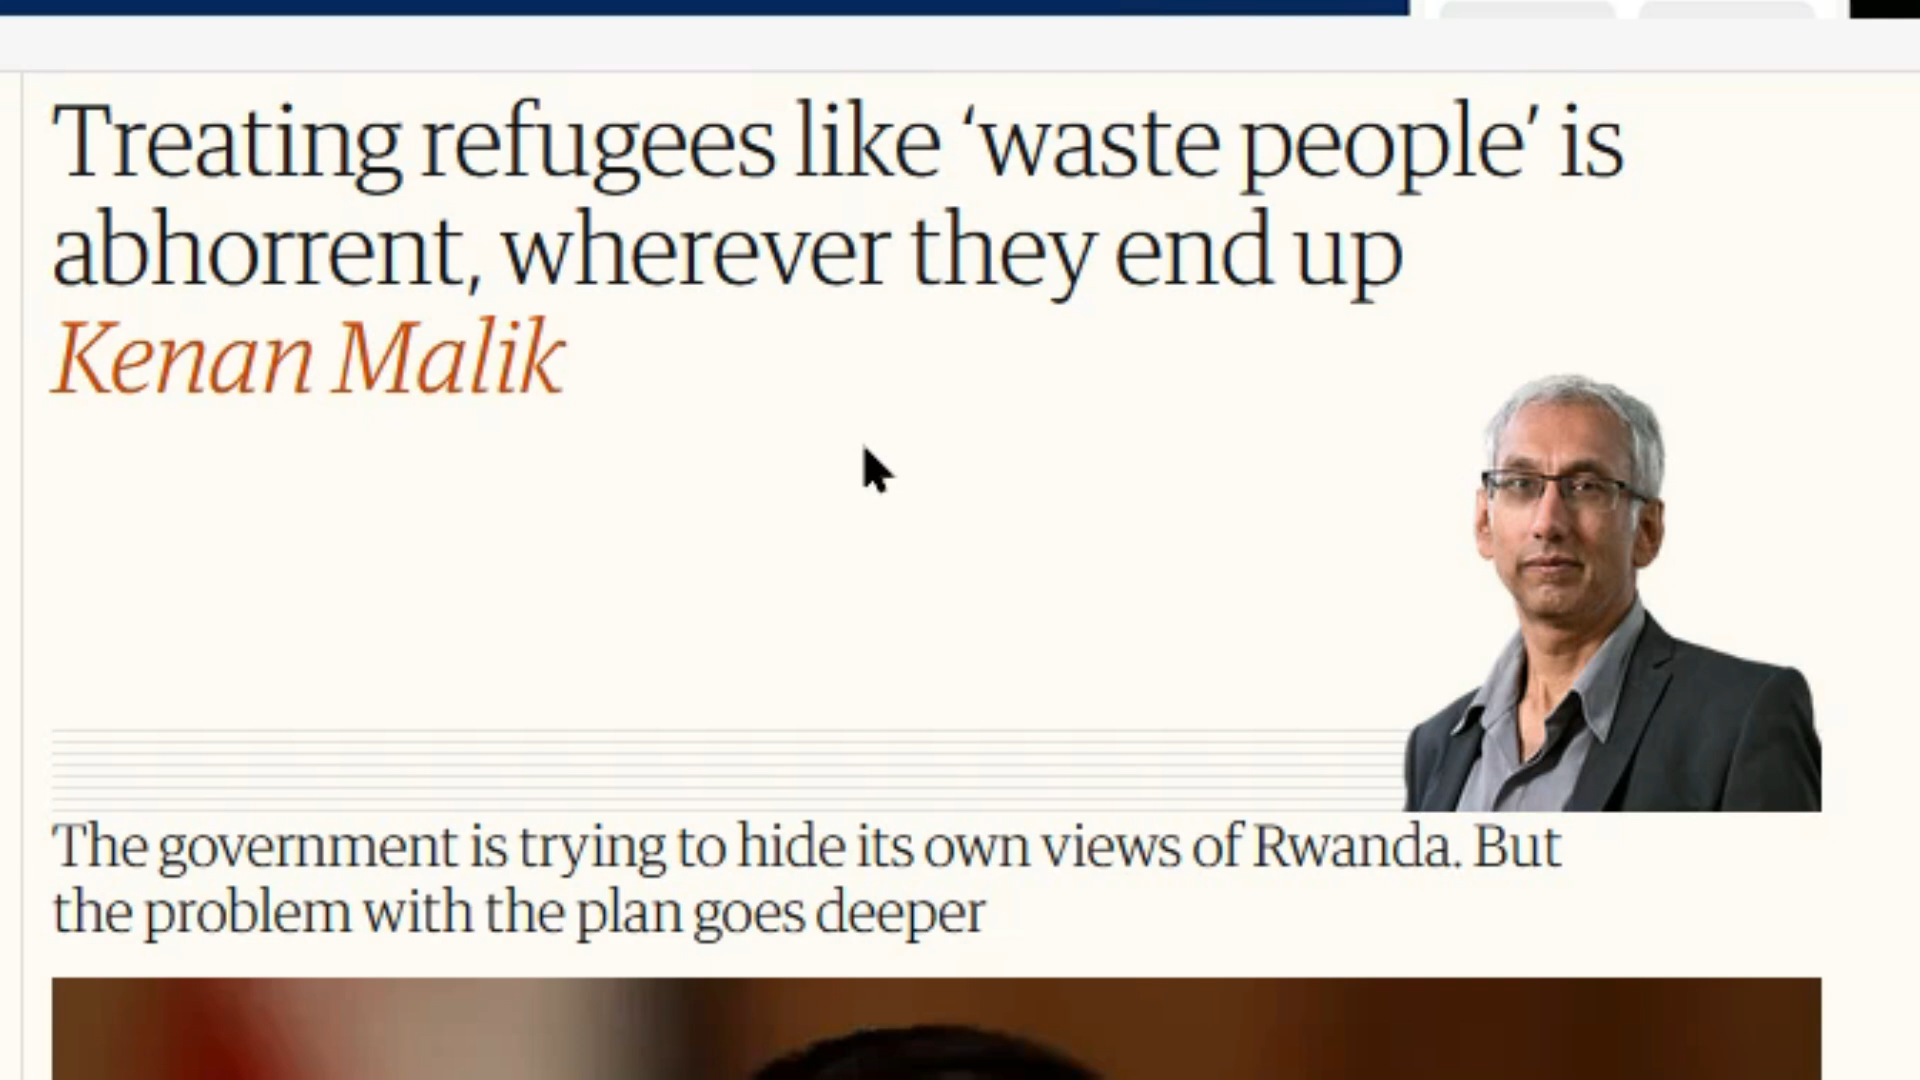 Treating refugees like ‘waste people’ is
abhorrent, wherever they end up
Kenan Malik
The government is trying to hide its own views of Rwanda. But
the problem with the plan goes deeper